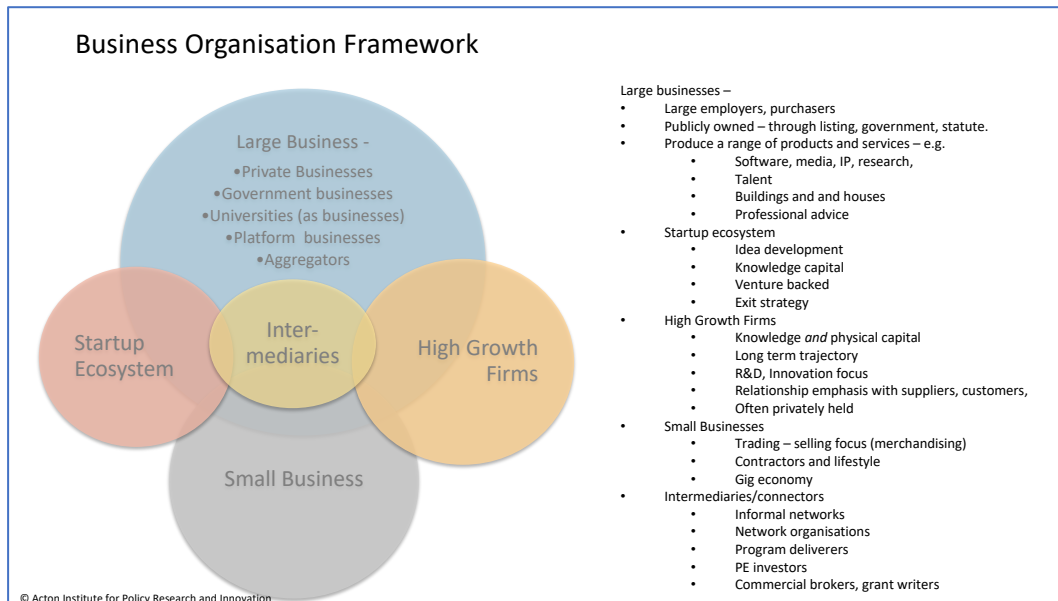 Business Organisation Framework
Large Business -
•Private Businesses
•Government businesses
•Universities (as businesses)
•Platform businesses
•Aggregators
Startup
Ecosystem
Inter-
mediaries
High Growth
Firms
Small Business
Large businesses –
• Large employers, purchasers
• Publicly owned – through listing, government, statute.
• Produce a range of products and services – e.g.
• Software, media, IP, research,
• Talent
• Buildings and and houses
• Professional advice
• Startup ecosystem
• Idea development
• Knowledge capital
• Venture backed
• Exit strategy
• High Growth Firms
• Knowledge and physical capital
• Long term trajectory
• R&D, Innovation focus
• Relationship emphasis with suppliers, customers,
• Often privately held
• Small Businesses
• Trading – selling focus (merchandising)
• Contractors and lifestyle
• Gig economy
• Intermediaries/connectors
• Informal networks
• Network organisations
• Program deliverers
• PE investors
• Commercial brokers, grant writers
© Acton Institute for Policy Research and Innovation